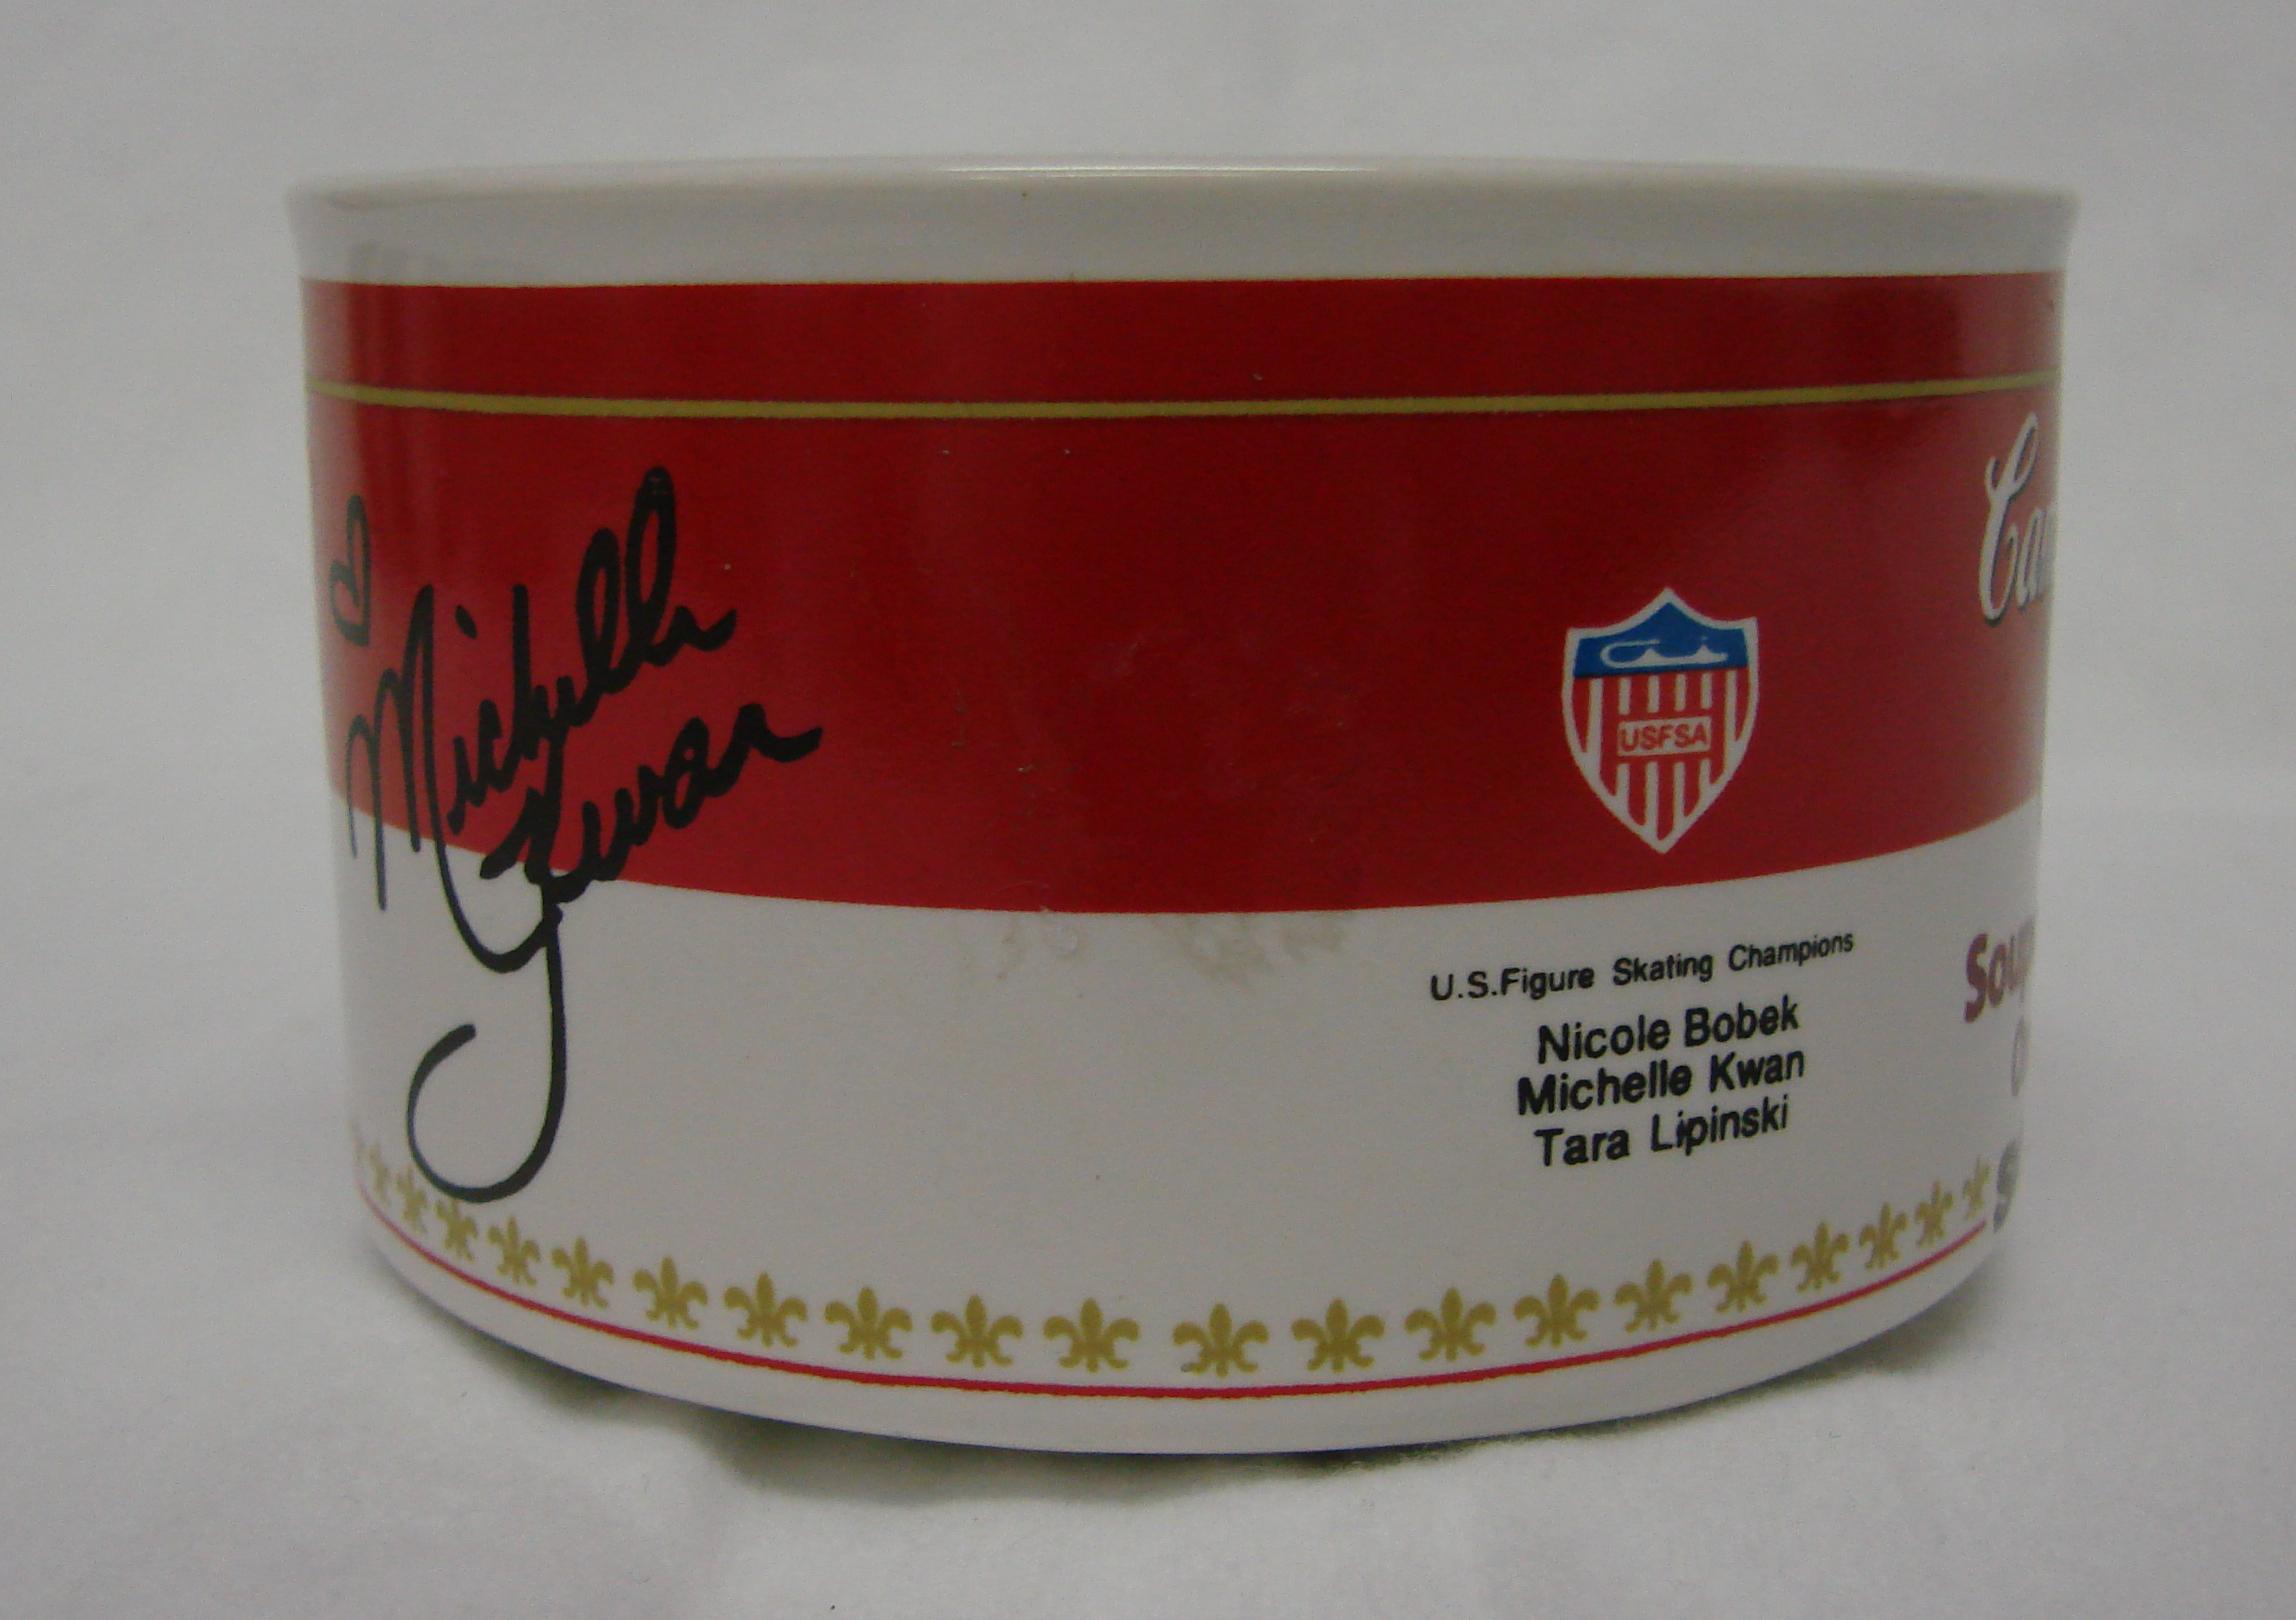 Michelle
Kwan
USFSA
U.S.Figure Skating Champions
Nicole Bobek
Michelle Kwan
Tara Lipinski